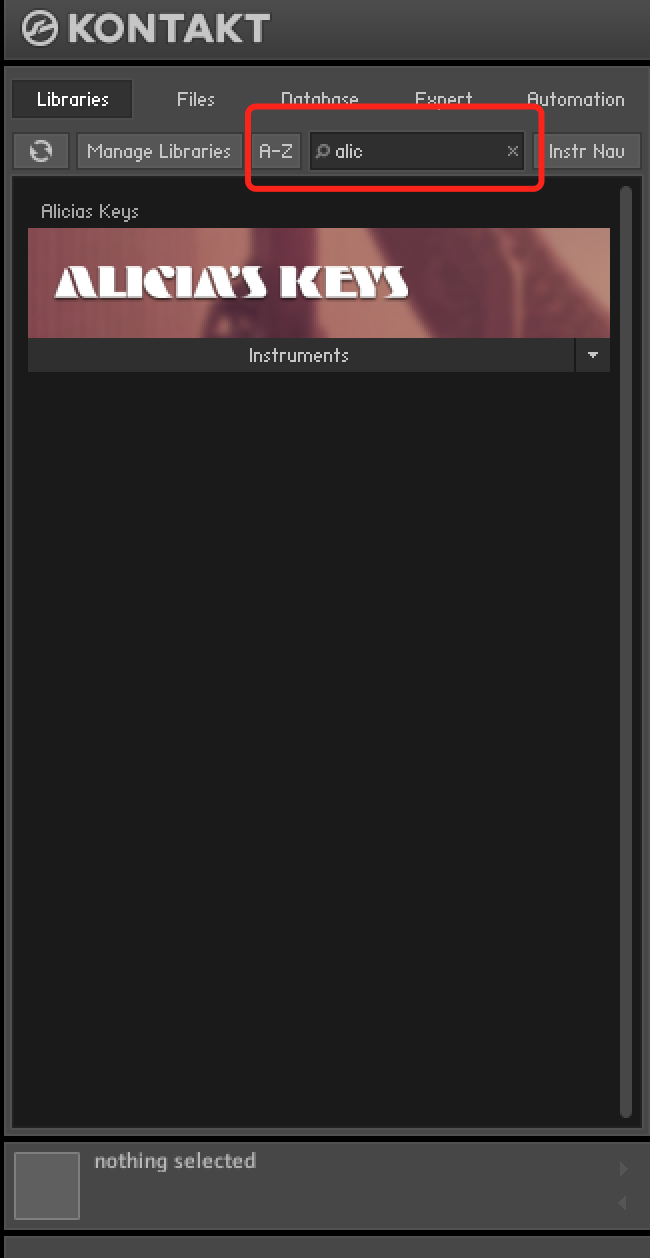 KONTAKT
Libraries Files Database Expert Automation
Manage Libraries A-Z alic × Instr Nav
Alicias Keys
ALICIA'S KEYS
Instruments
nothing selected